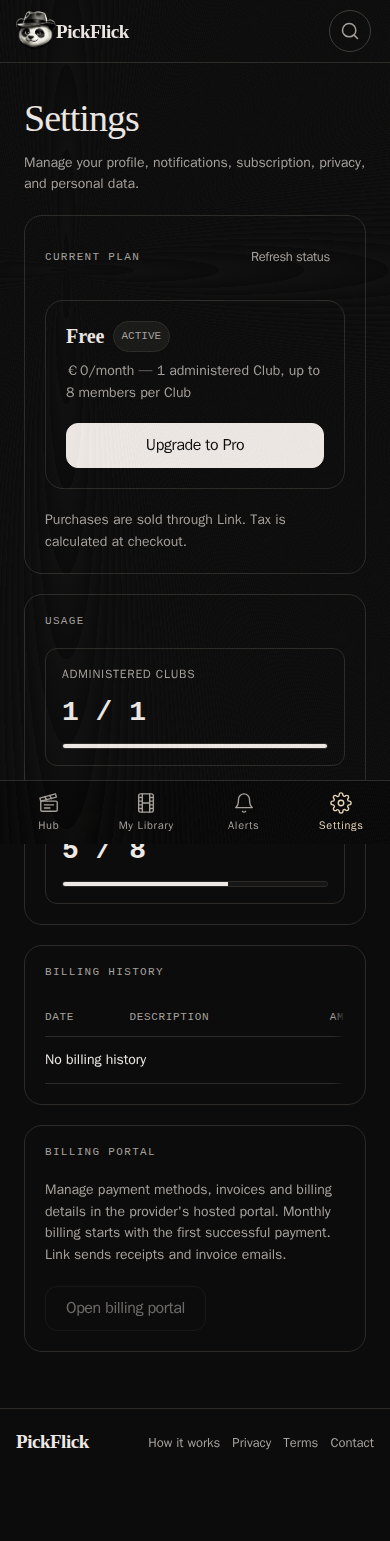 PickFlick
Settings
Manage your profile, notifications, subscription, privacy,
and personal data.
CURRENT PLAN
Refresh status
Free
ACTIVE
€0/month — 1 administered Club, up to
8 members per Club
Upgrade to Pro
Purchases are sold through Link. Tax is
calculated at checkout.
USAGE
ADMINISTERED CLUBS
1 / 1
Hub
My Library
Alerts
Settings
5 / 8
BILLING HISTORY
DATE
DESCRIPTION
No billing history
BILLING PORTAL
Manage payment methods, invoices and billing
details in the provider's hosted portal. Monthly
billing starts with the first successful payment.
Link sends receipts and invoice emails.
Open billing portal
PickFlick
How it works
Privacy
Terms
Contact